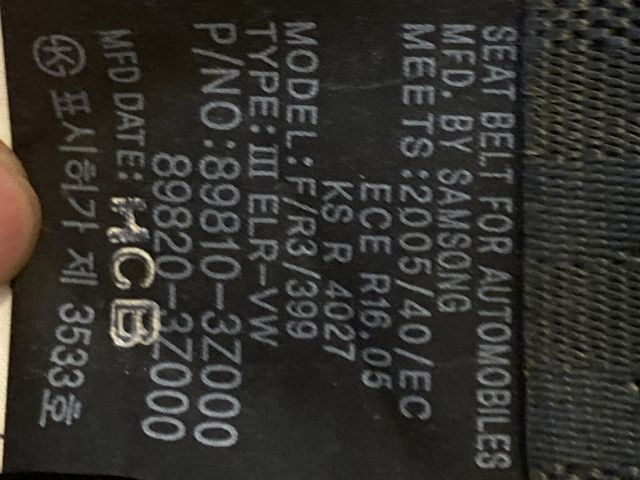 SEAT BELT FOR AUTOMOBILES
MFD. BY SAMSONG
MEETS:2005/40/EC
ECE R16.05
KS R 4027
MODEL:F/R3/399
TYPE:III ELR-VW
P/NO:89810-3Z000
89820-3Z000
MFD DATE: HCB
㉿ 표시허가 제 3533호